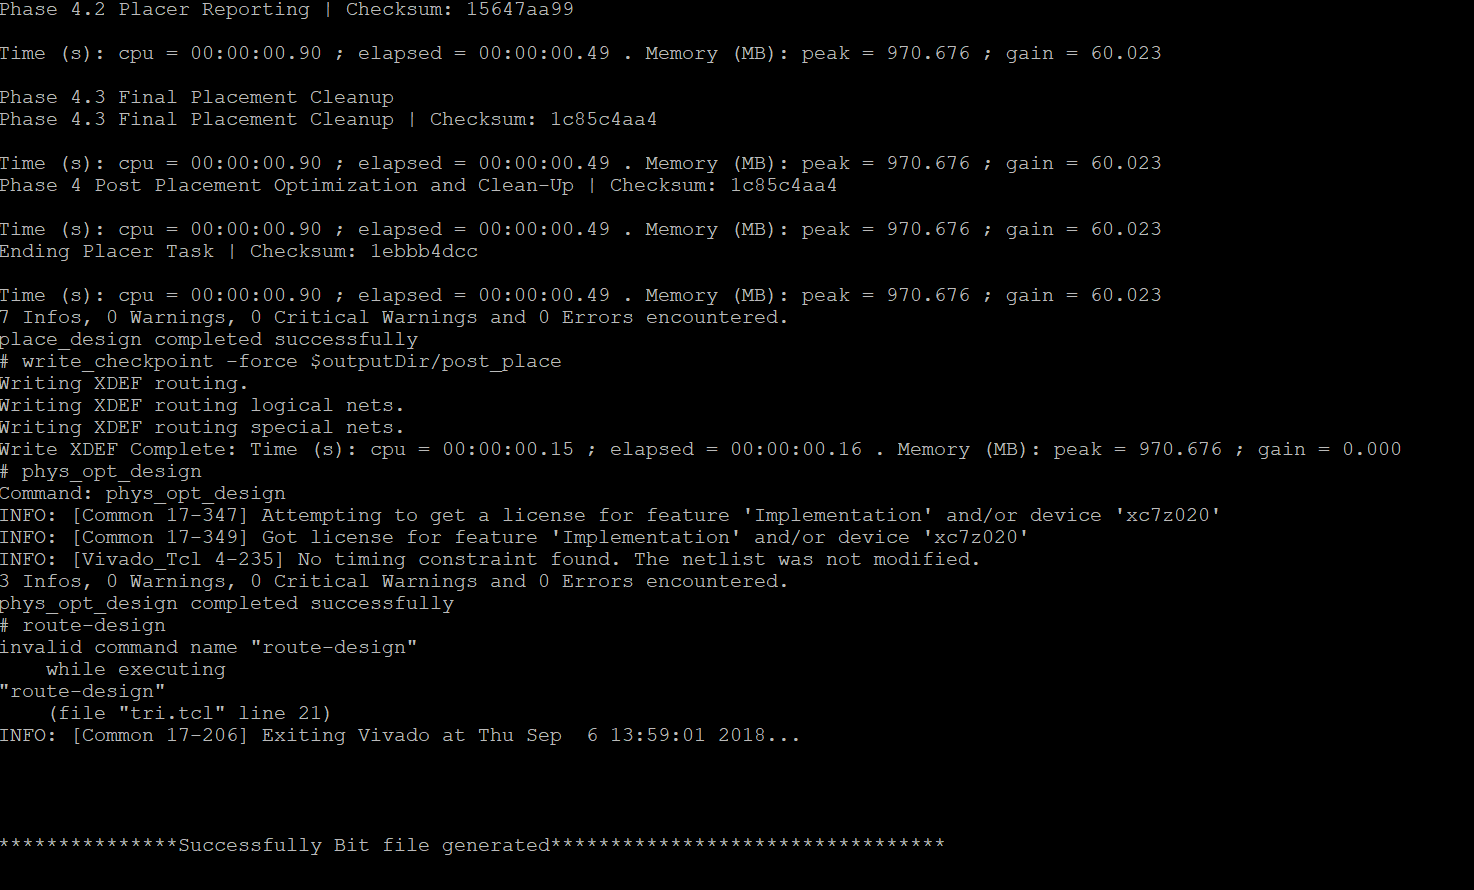 Phase 4.2 Placer Reporting | Checksum: 15647aa99
Time (s): cpu = 00:00:00.90 ; elapsed = 00:00:00.49 . Memory (MB): peak = 970.676 ; gain = 60.023
Phase 4.3 Final Placement Cleanup
Phase 4.3 Final Placement Cleanup | Checksum: 1c85c4aa4
Time (s): cpu = 00:00:00.90 ; elapsed = 00:00:00.49 . Memory (MB): peak = 970.676 ; gain = 60.023
Phase 4 Post Placement Optimization and Clean-Up | Checksum: 1c85c4aa4
Time (s): cpu = 00:00:00.90 ; elapsed = 00:00:00.49 . Memory (MB): peak = 970.676 ; gain = 60.023
Ending Placer Task | Checksum: 1ebbb4dcc
Time (s): cpu = 00:00:00.90 ; elapsed = 00:00:00.49 . Memory (MB): peak = 970.676 ; gain = 60.023
7 Infos, 0 Warnings, 0 Critical Warnings and 0 Errors encountered.
place_design completed successfully
# write_checkpoint -force $outputDir/post_place
Writing XDEF routing.
Writing XDEF routing logical nets.
Writing XDEF routing special nets.
Write XDEF Complete: Time (s): cpu = 00:00:00.15 ; elapsed = 00:00:00.16 . Memory (MB): peak = 970.676 ; gain = 0.000
# phys_opt_design
Command: phys_opt_design
INFO: [Common 17-347] Attempting to get a license for feature 'Implementation' and/or device 'xc7z020'
INFO: [Common 17-349] Got license for feature 'Implementation' and/or device 'xc7z020'
INFO: [Vivado_Tcl 4-235] No timing constraint found. The netlist was not modified.
3 Infos, 0 Warnings, 0 Critical Warnings and 0 Errors encountered.
phys_opt_design completed successfully
# route-design
invalid command name "route-design"
    while executing
"route-design"
    (file "tri.tcl" line 21)
INFO: [Common 17-206] Exiting Vivado at Thu Sep  6 13:59:01 2018...
***************Successfully Bit file generated*********************************